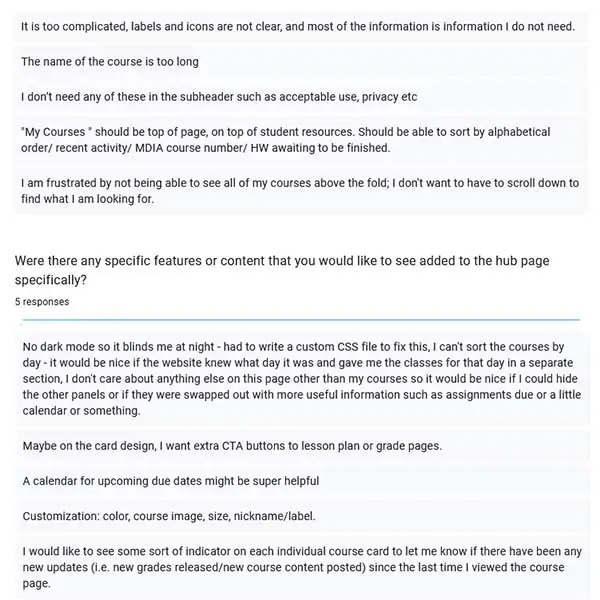 It is too complicated, labels and icons are not clear, and most of the information is information I do not need.
The name of the course is too long
I don't need any of these in the subheader such as acceptable use, privacy etc
"My Courses " should be top of page, on top of student resources. Should be able to sort by alphabetical
order/ recent activity/ MDIA course number/ HW awaiting to be finished.
I am frustrated by not being able to see all of my courses above the fold; I don't want to have to scroll down to
find what I am looking for.
Were there any specific features or content that you would like to see added to the hub page
specifically?
5 responses
No dark mode so it blinds me at night - had to write a custom CSS file to fix this, I can't sort the courses by
day - it would be nice if the website knew what day it was and gave me the classes for that day in a separate
section, I don't care about anything else on this page other than my courses so it would be nice if I could hide
the other panels or if they were swapped out with more useful information such as assignments due or a little
calendar or something.
Maybe on the card design, I want extra CTA buttons to lesson plan or grade pages.
A calendar for upcoming due dates might be super helpful
Customization: color, course image, size, nickname/label.
I would like to see some sort of indicator on each individual course card to let me know if there have been any
new updates (i.e. new grades released/new course content posted) since the last time I viewed the course
page.